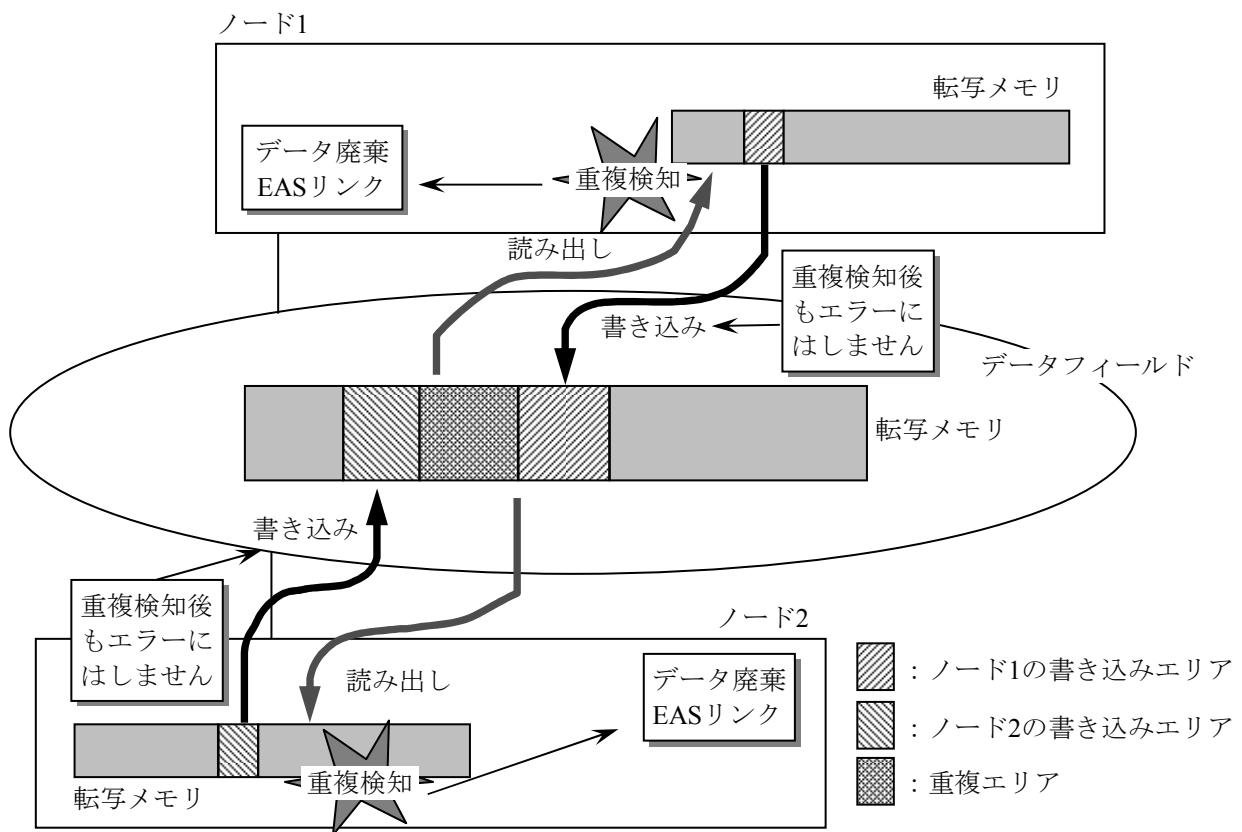 ノード1
転写メモリ
データ廃棄
EASリンク
重複検知
読み出し
重複検知後
もエラーに
はしません
書き込み
データフィールド
転写メモリ
書き込み
重複検知後
もエラーに
はしません
ノード2
読み出し
データ廃棄
EASリンク
重複検知
転写メモリ
：ノード1の書き込みエリア
：ノード2の書き込みエリア
：重複エリア